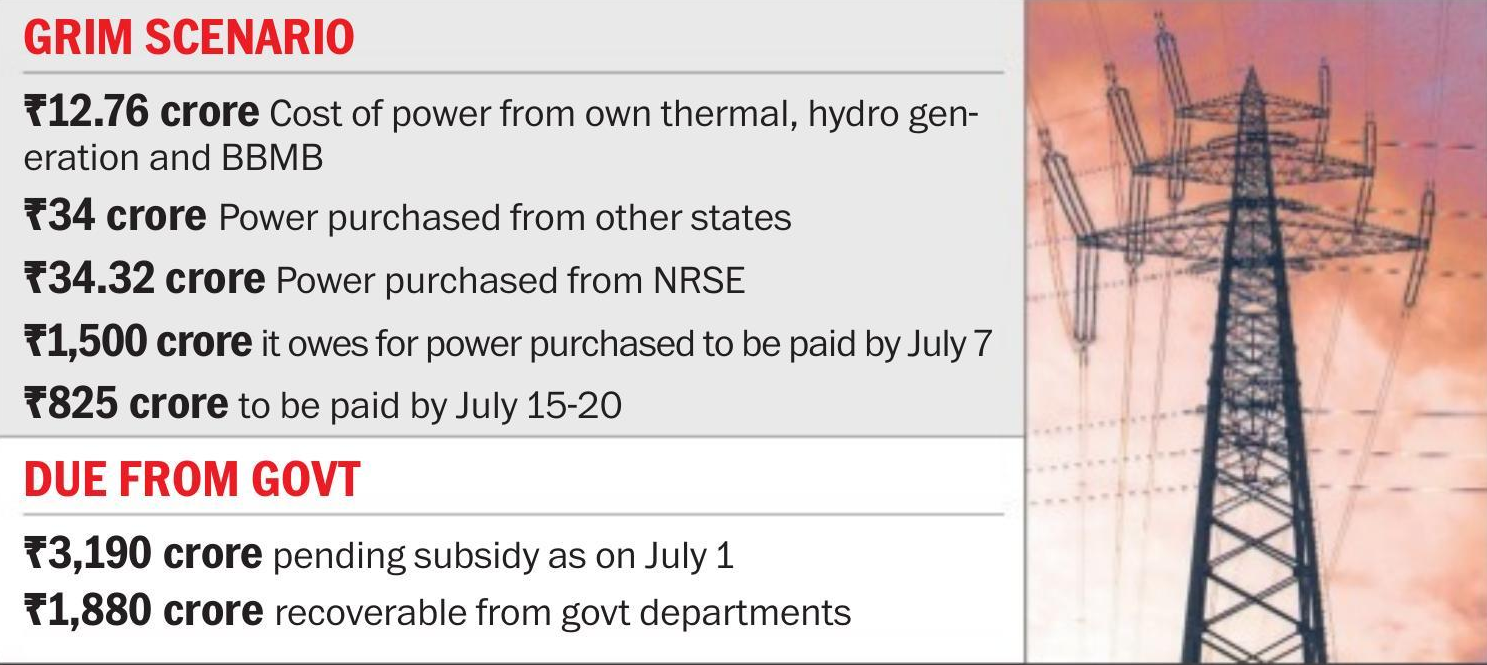 GRIM SCENARIO
₹12.76 crore Cost of power from own thermal, hydro gen-
eration and BBMB
₹34 crore Power purchased from other states
₹34.32 crore Power purchased from NRSE
₹1,500 crore it owes for power purchased to be paid by July 7
₹825 crore to be paid by July 15-20
DUE FROM GOVT
₹3,190 crore pending subsidy as on July 1
₹1,880 crore recoverable from govt departments